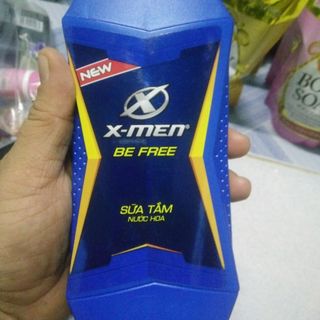 NEW
X-MEN®
BE FREE
SỮA TẮM
NƯỚC HOA